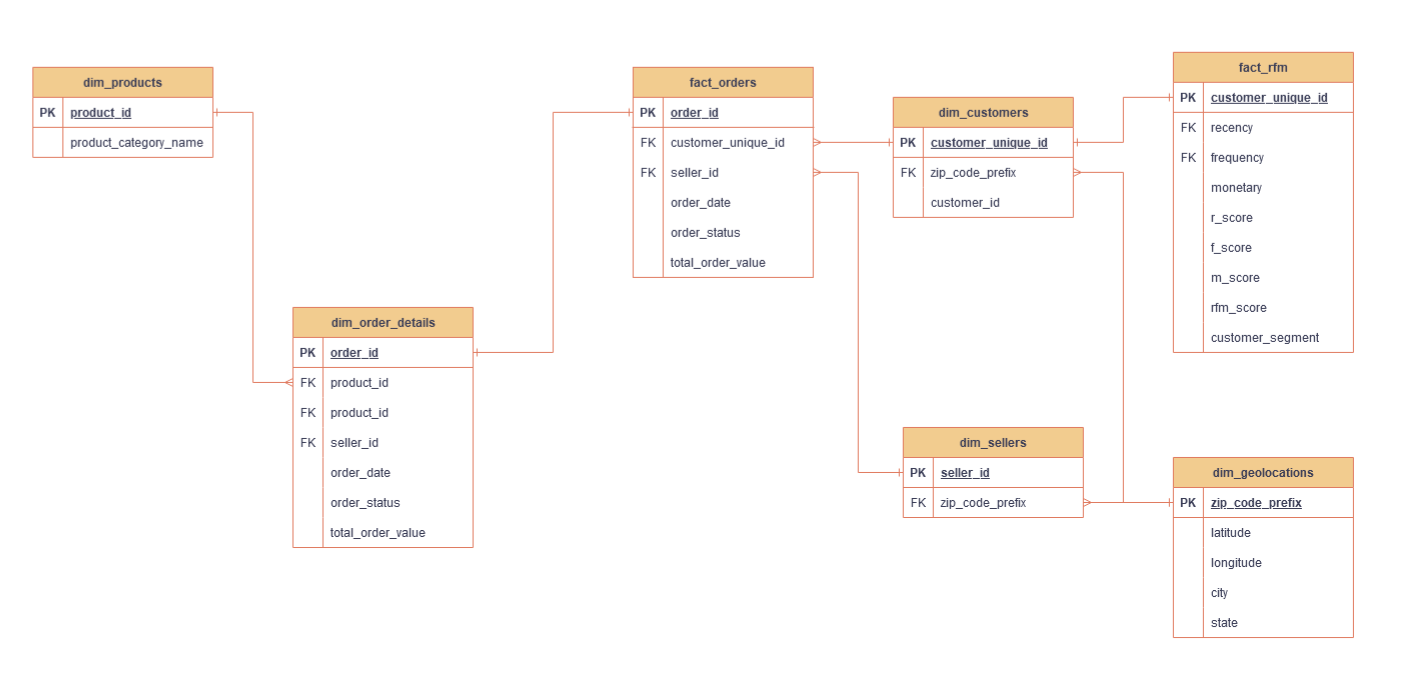 dim_products
PK product_id
product_category_name
dim_order_details
PK order_id
FK product_id
FK product_id
FK seller_id
order_date
order_status
total_order_value
fact_orders
PK order_id
FK customer_unique_id
FK seller_id
order_date
order_status
total_order_value
dim_customers
PK customer_unique_id
FK zip_code_prefix
customer_id
fact_rfm
PK customer_unique_id
FK recency
FK frequency
monetary
r_score
f_score
m_score
rfm_score
customer_segment
dim_sellers
PK seller_id
FK zip_code_prefix
dim_geolocations
PK zip_code_prefix
latitude
longitude
city
state